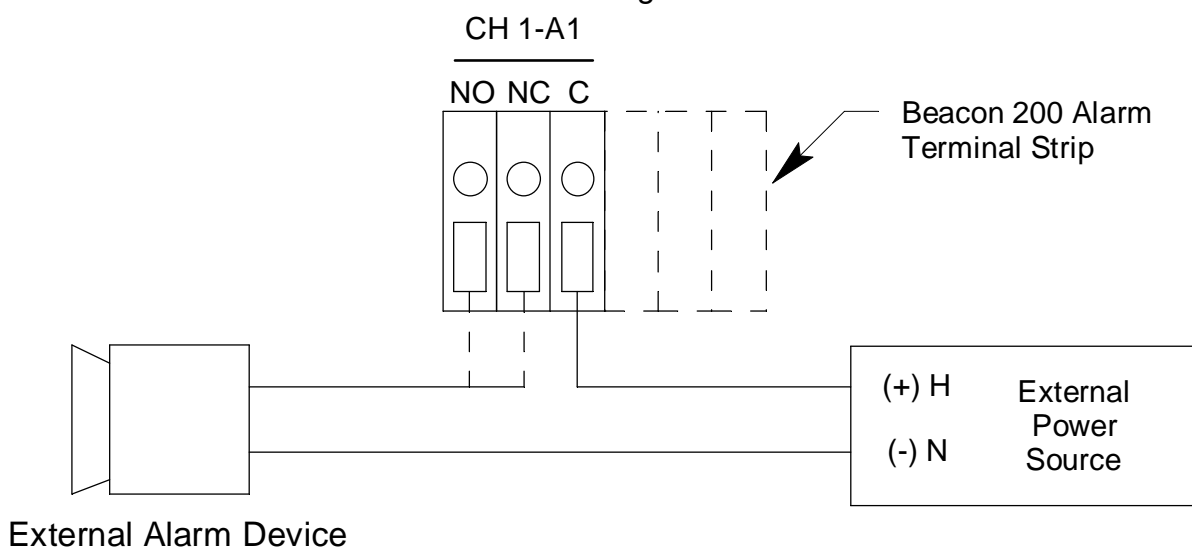 CH 1-A1
NO NC C
Beacon 200 Alarm
Terminal Strip
(+) H
(-) N
External
Power
Source
External Alarm Device